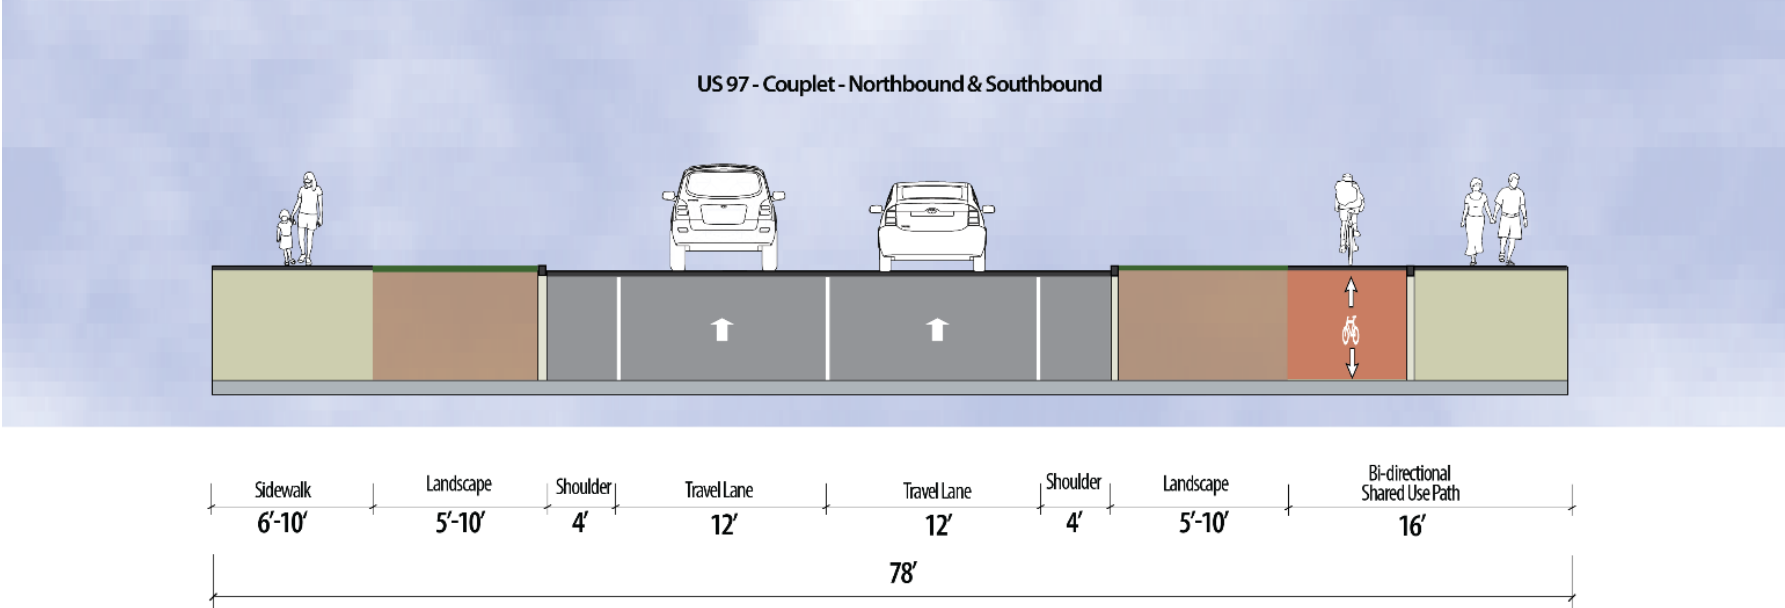 US 97 - Couplet - Northbound & Southbound
Sidewalk
6'-10'
Landscape
5'-10'
Shoulder
4'
Travel Lane
12'
Travel Lane
12'
Shoulder
4'
Landscape
5'-10'
Bi-directional
Shared Use Path
16'
78'